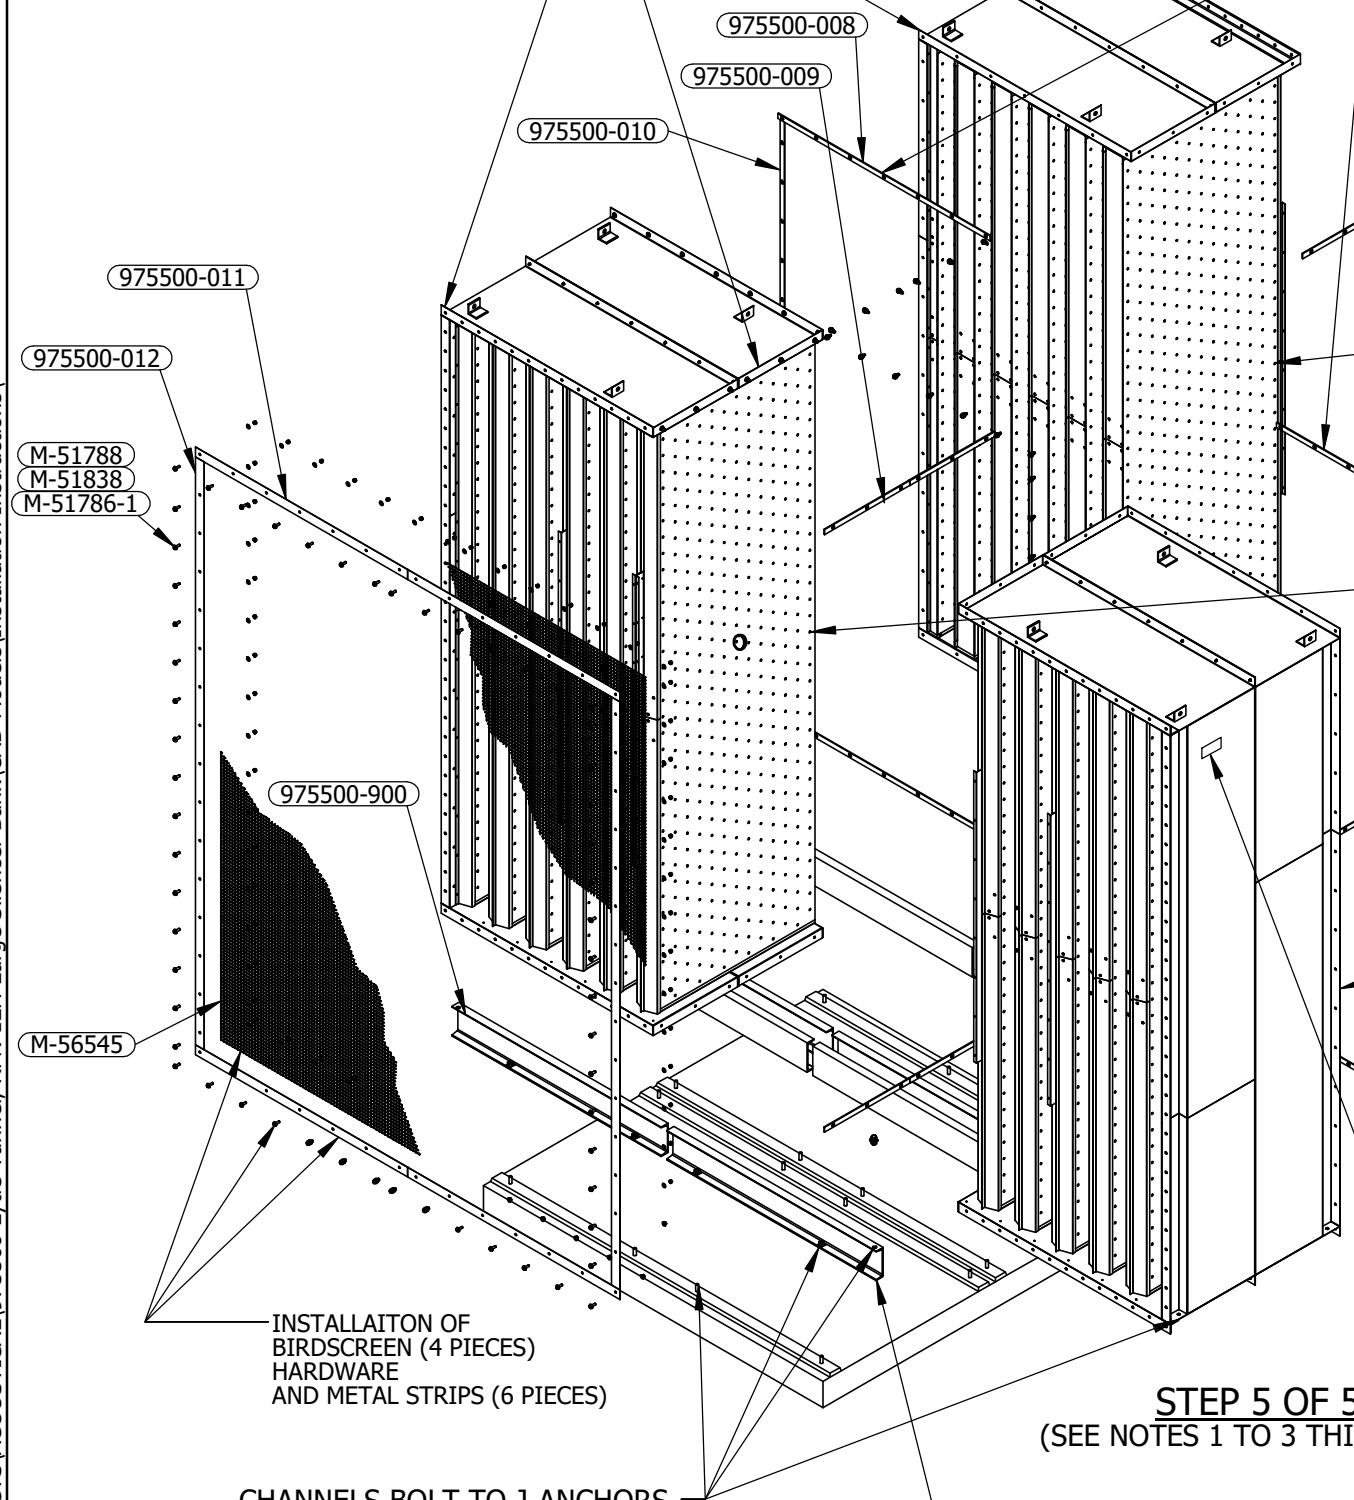 975500-008
975500-009
975500-010
975500-011
975500-012
M-51788
M-51838
M-51786-1
975500-900
M-56545
INSTALLAITON OF
BIRDSCREEN (4 PIECES)
HARDWARE
AND METAL STRIPS (6 PIECES)
STEP 5 OF 5
(SEE NOTES 1 TO 3 THI
CHANNELS BOLT TO J ANCHORS